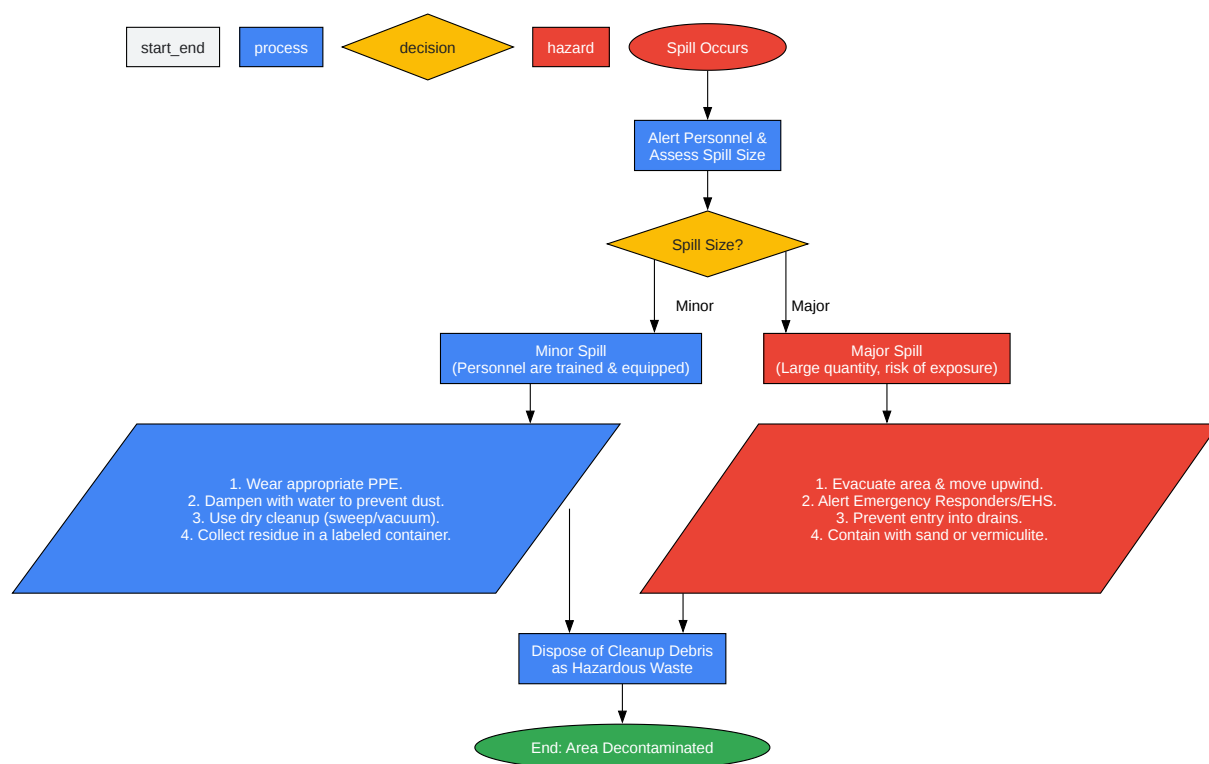 start_end
process
decision
hazard
Spill Occurs
Alert Personnel &
Assess Spill Size
Spill Size?
Minor
Major
Minor Spill
(Personnel are trained & equipped)
Major Spill
(Large quantity, risk of exposure)
1. Wear appropriate PPE.
2. Dampen with water to prevent dust.
3. Use dry cleanup (sweep/vacuum).
4. Collect residue in a labeled container.
1. Evacuate area & move upwind.
2. Alert Emergency Responders/EHS.
3. Prevent entry into drains.
4. Contain with sand or vermiculite.
Dispose of Cleanup Debris
as Hazardous Waste
End: Area Decontaminated